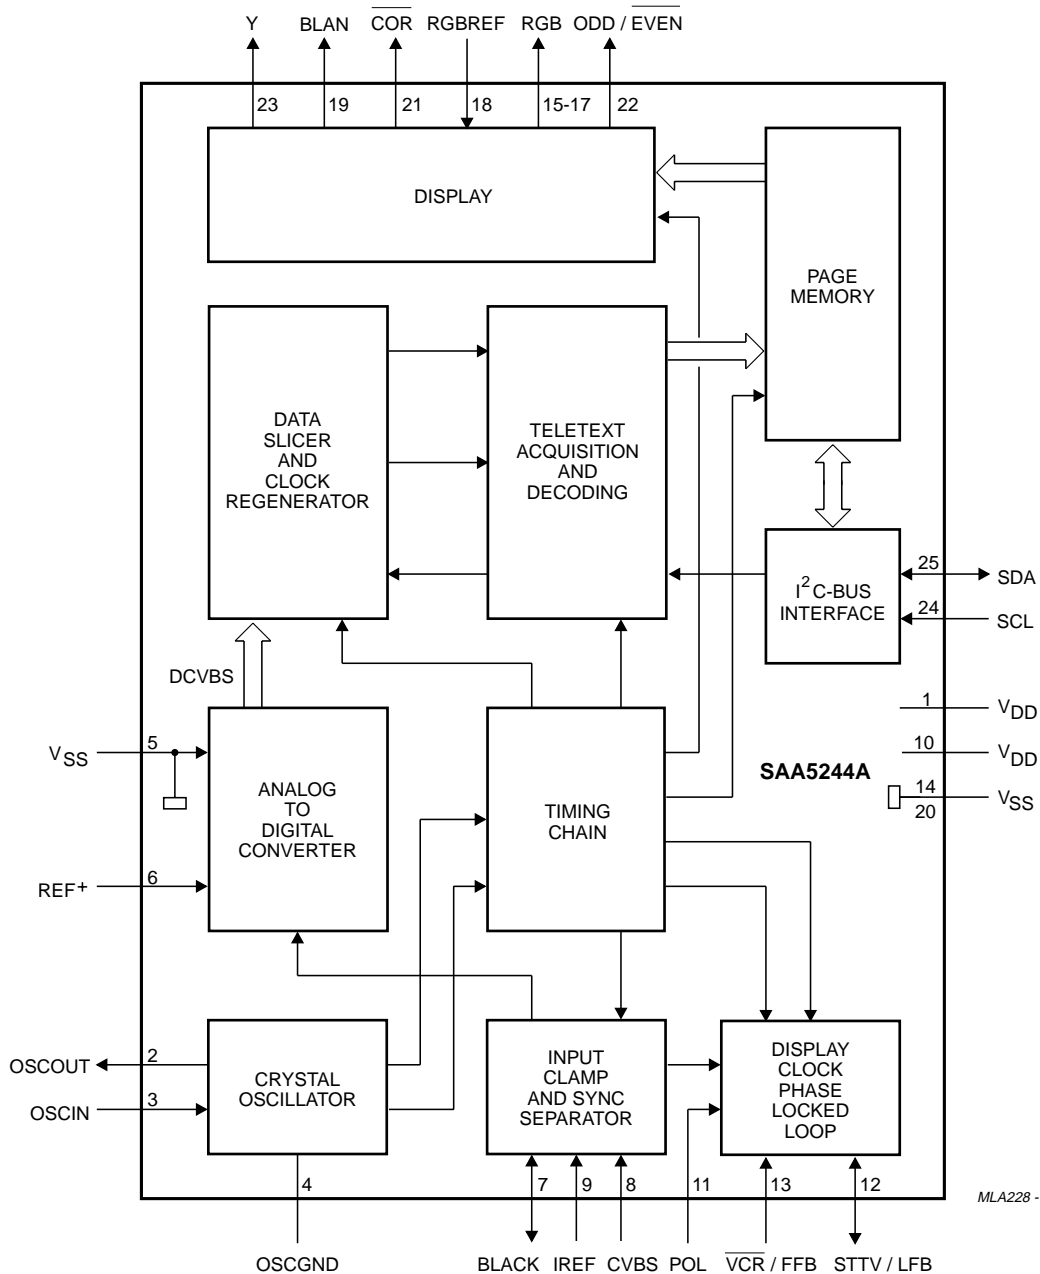 Y BLAN COR RGBREF RGB ODD / EVEN
23 19 21 18 15-17 22
DISPLAY
PAGE
MEMORY
DATA
SLICER
AND
CLOCK
REGENERATOR
TELETEXT
ACQUISITION
AND
DECODING
I2C-BUS
INTERFACE
25 SDA
24 SCL
DCVBS
1 VDD
10 VDD
14 VSS
20
SAA5244A
VSS 5
REF+ 6
ANALOG
TO
DIGITAL
CONVERTER
TIMING
CHAIN
OSCOUT 2
OSCIN 3
CRYSTAL
OSCILLATOR
INPUT
CLAMP
AND SYNC
SEPARATOR
DISPLAY
CLOCK
PHASE
LOCKED
LOOP
4 7 9 8 11 13 12
MLA228 -
OSCGND BLACK IREF CVBS POL VCR / FFB STTV / LFB